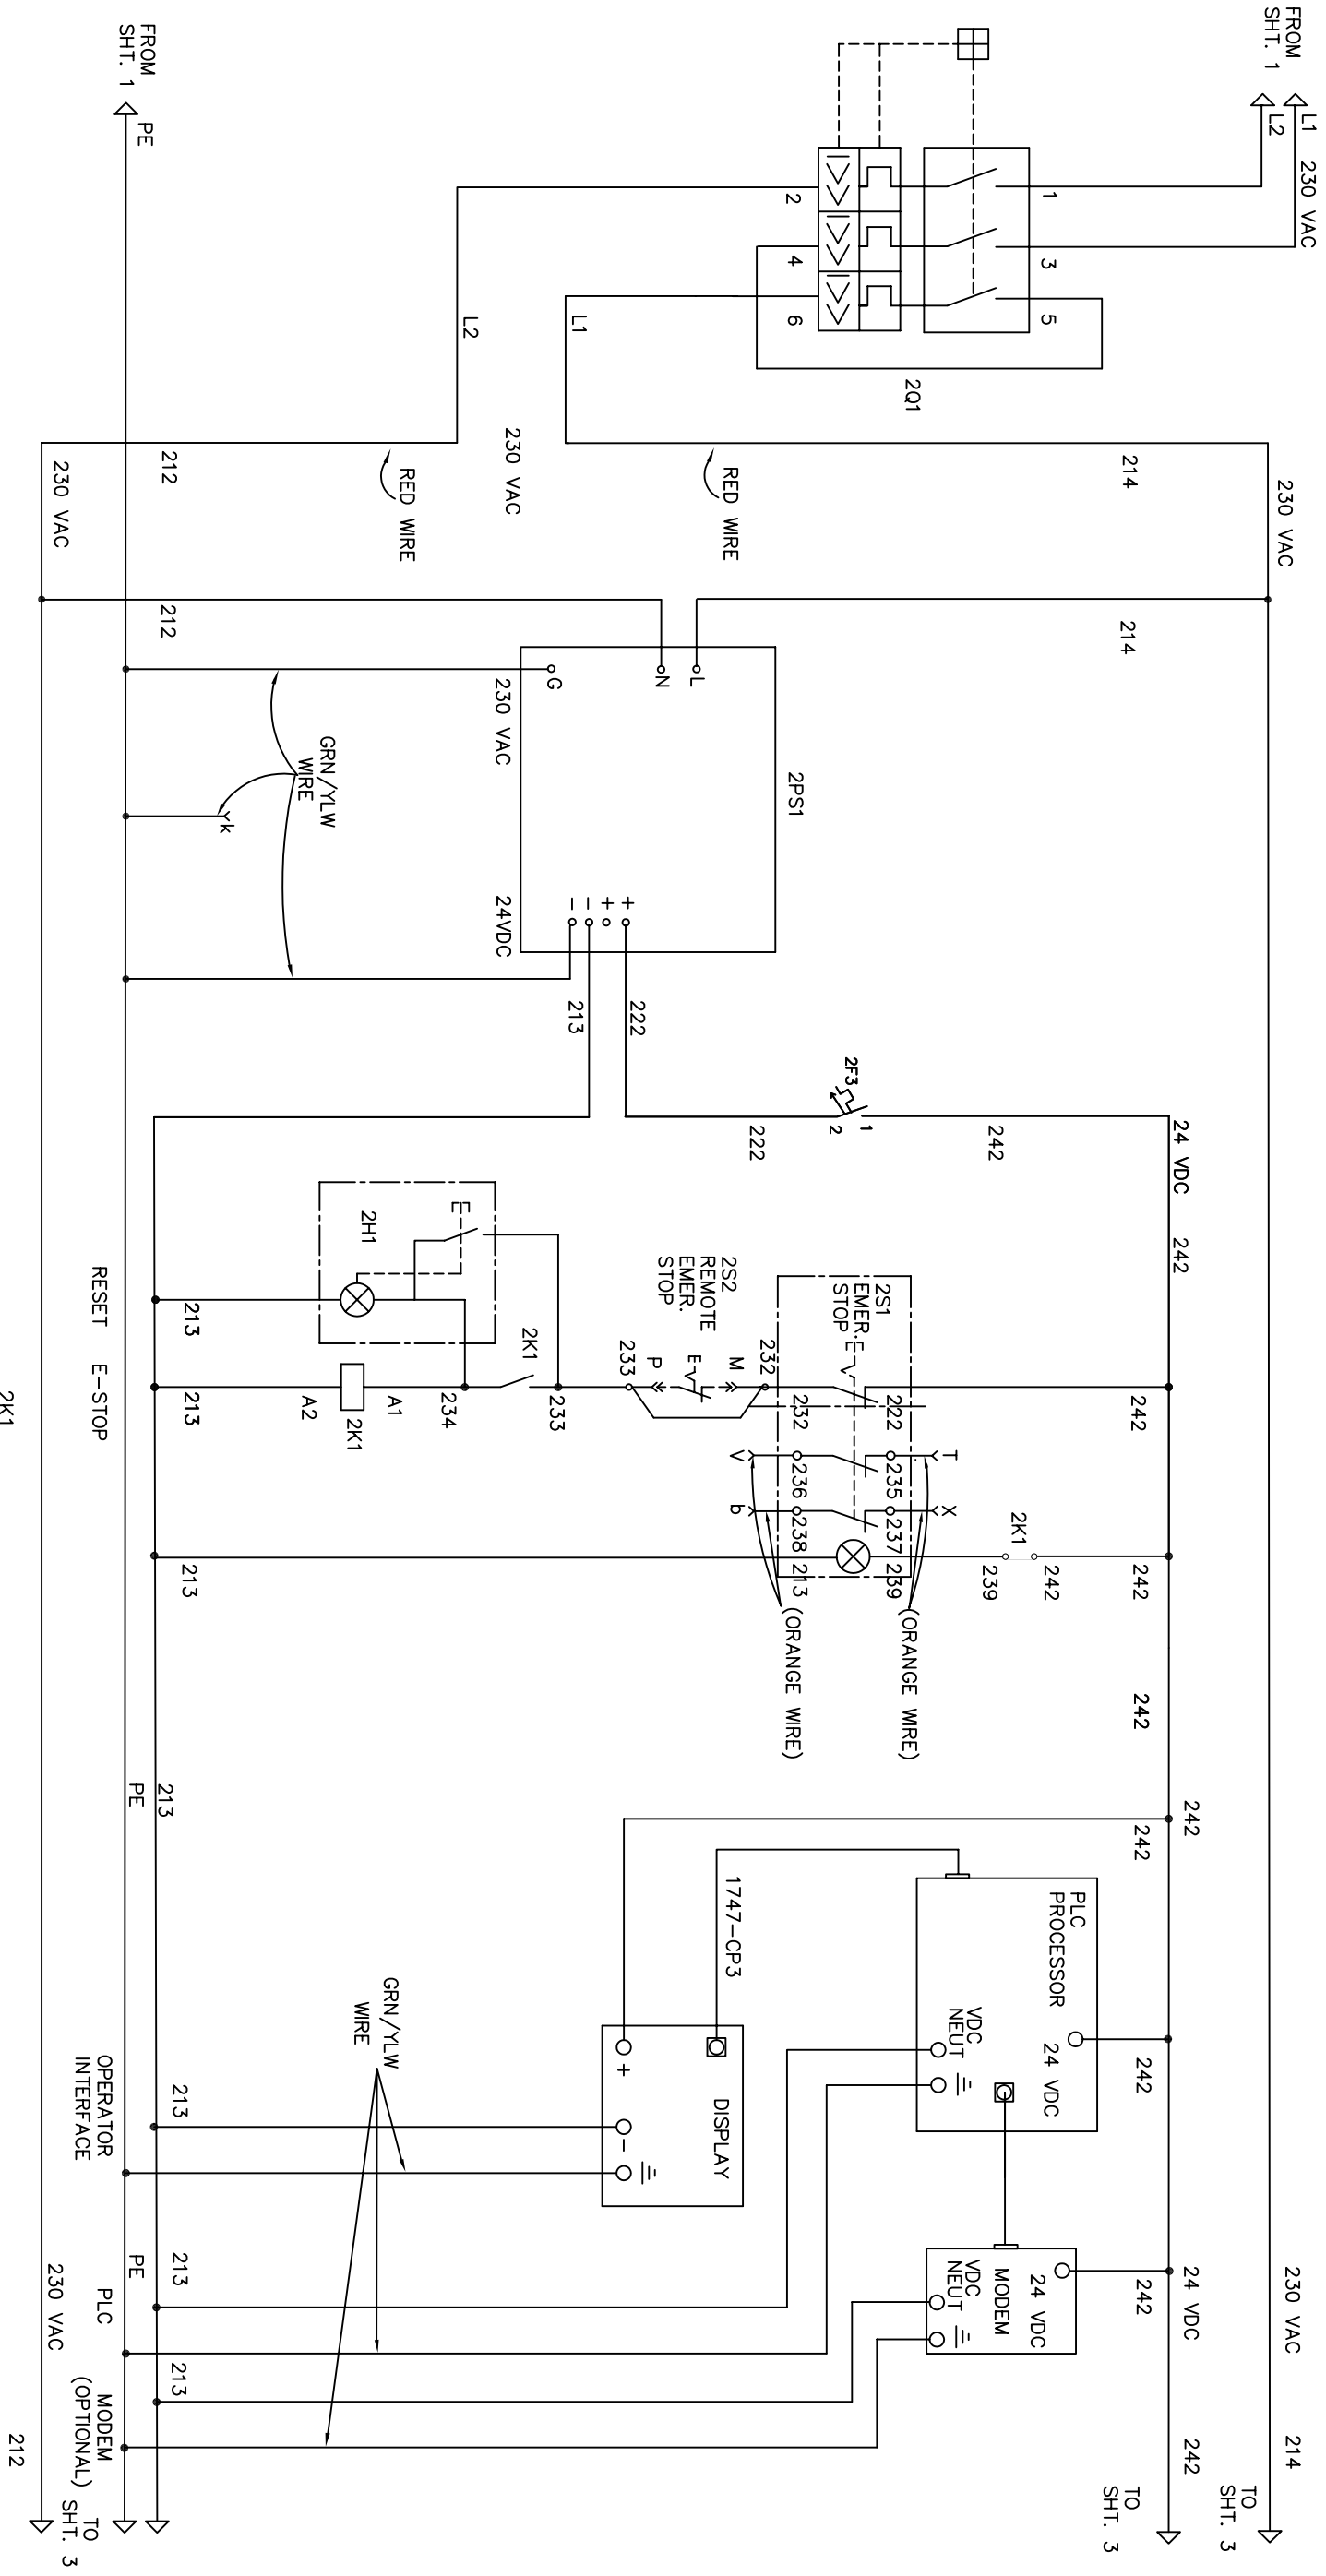 FROM
SHT. 1
L1
L2
230 VAC
1
3
5
2
4
6
2Q1
L1
L2
FROM
SHT. 1
PE
230 VAC
214
RED WIRE
230 VAC
RED WIRE
212
230 VAC
214
212
L
N
G
230 VAC
2PS1
24VDC
+
+
–
–
GRN/YLW
WIRE
k
222
213
2F3
1
2
222
242
24 VDC
242
2H1
213
RESET
2S2
REMOTE
EMER.
STOP
2S1
EMER.
STOP
242
222
232
232
M
P
233
233
2K1
234
A1
2K1
A2
213
E–STOP
2K1
T
235
236
V
X
237
238
b
2K1
242
242
239
239
213
213
(ORANGE WIRE)
(ORANGE WIRE)
242
213
PE
242
242
1747–CP3
PLC
PROCESSOR
24 VDC
VDC
NEUT
242
GRN/YLW
WIRE
DISPLAY
+
–
213
OPERATOR
INTERFACE
24 VDC
MODEM
VDC
NEUT
242
24 VDC
230 VAC
213
PE
PLC
230 VAC
213
MODEM
(OPTIONAL)
214
242
212
TO
SHT. 3
TO
SHT. 3
TO
SHT. 3